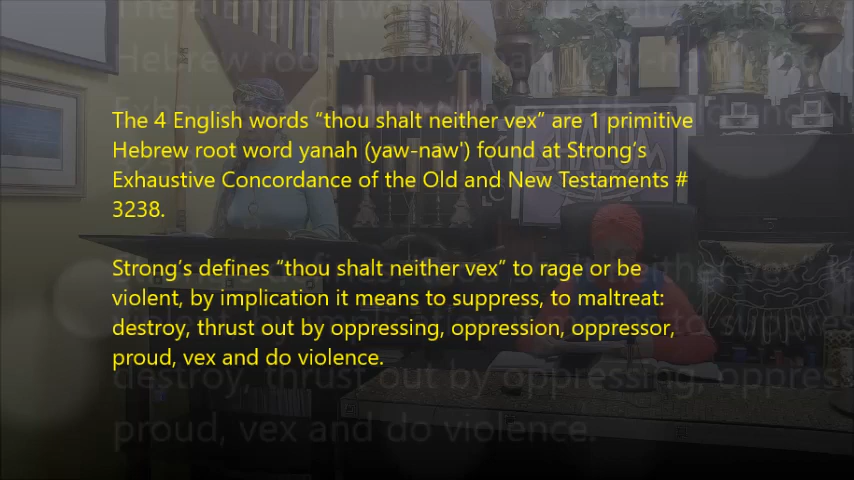 The 4 English words “thou shalt neither vex” are 1 primitive
Hebrew root word yanah (yaw-naw') found at Strong’s
Exhaustive Concordance of the Old and New Testaments #
3238.
Strong’s defines “thou shalt neither vex” to rage or be
violent, by implication it means to suppress, to maltreat:
destroy, thrust out by oppressing, oppression, oppressor,
proud, vex and do violence.